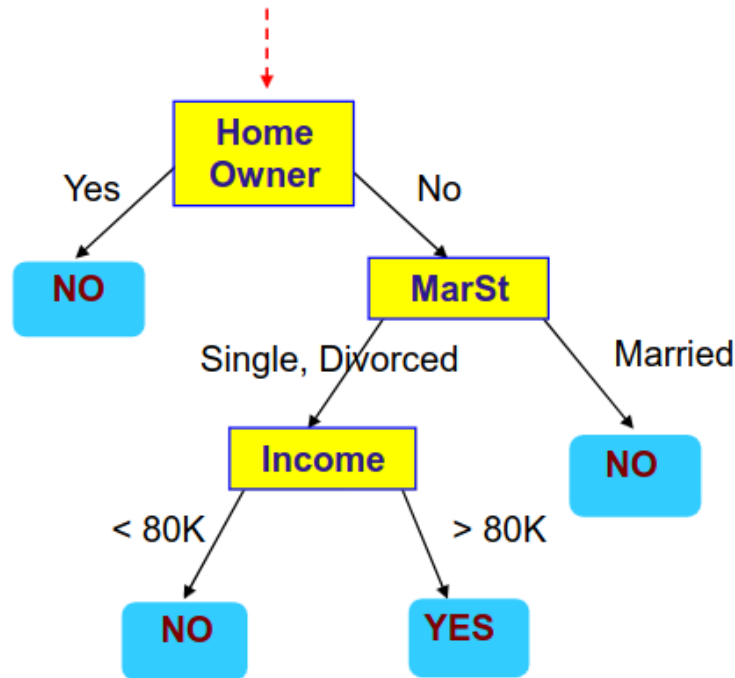 Home
Owner
Yes
No
NO
MarSt
Single, Divorced
Married
Income
NO
< 80K
> 80K
NO
YES